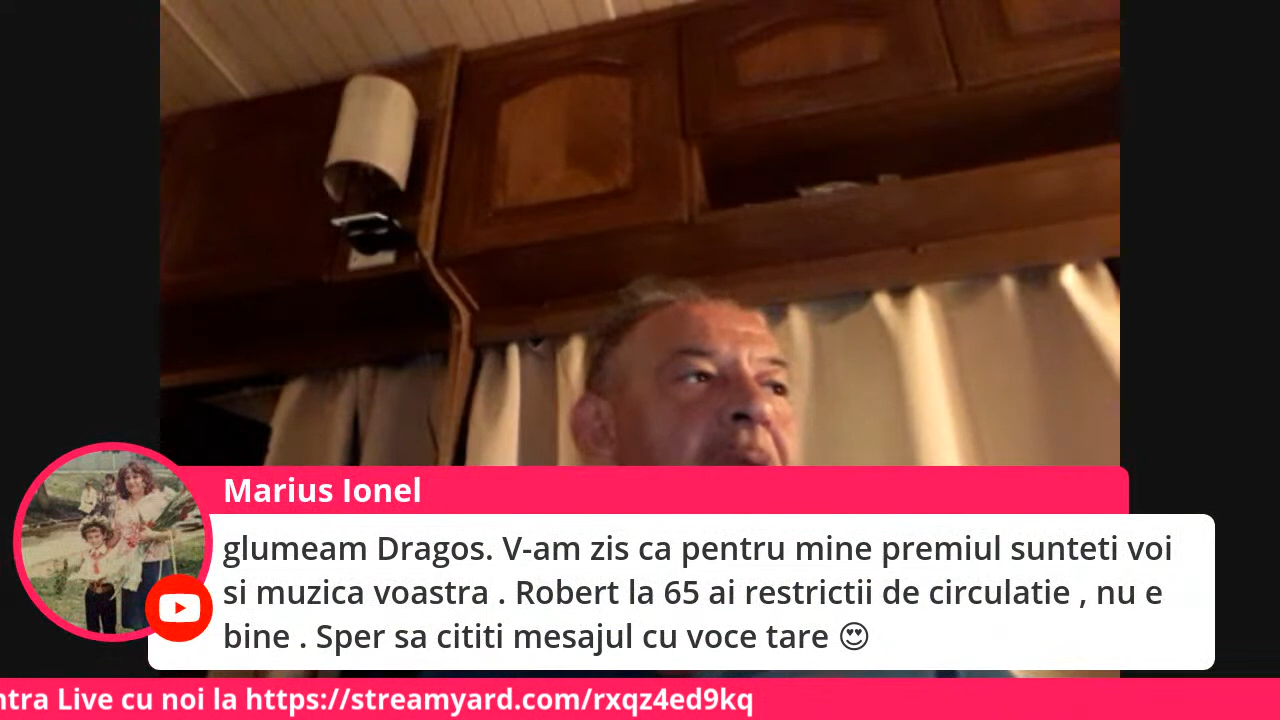 Marius Ionel
glumeam Dragos. V-am zis ca pentru mine premiul sunteti voi
si muzica voastra . Robert la 65 ai restrictii de circulatie , nu e
bine . Sper sa cititi mesajul cu voce tare 😍
ntra Live cu noi la https://streamyard.com/rxqz4ed9kq